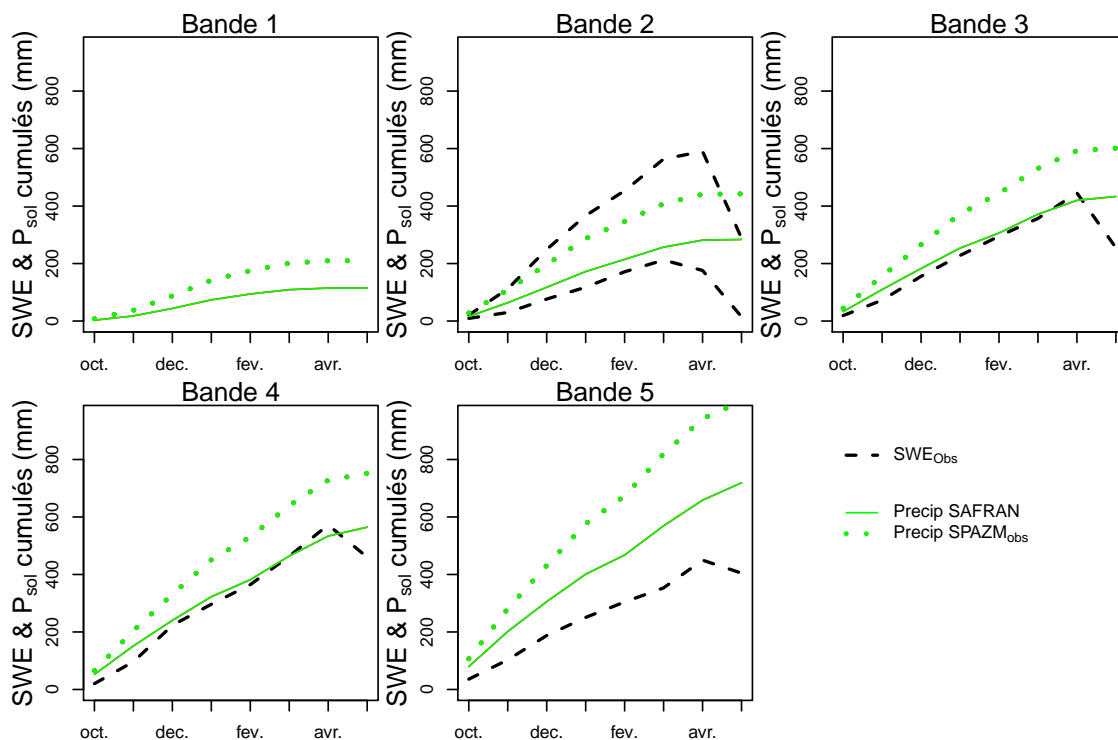 Bande 1
Bande 2
Bande 3
SWE & Psol cumulés (mm)
0
200
400
600
800
oct.
dec.
fev.
avr.
SWE & Psol cumulés (mm)
0
200
400
600
800
oct.
dec.
fev.
avr.
SWE & Psol cumulés (mm)
0
200
400
600
800
oct.
dec.
fev.
avr.
Bande 4
Bande 5
SWE & Psol cumulés (mm)
0
200
400
600
800
oct.
dec.
fev.
avr.
SWE & Psol cumulés (mm)
0
200
400
600
800
oct.
dec.
fev.
avr.
SWEObs
Precip SAFRAN
Precip SPAZMobs